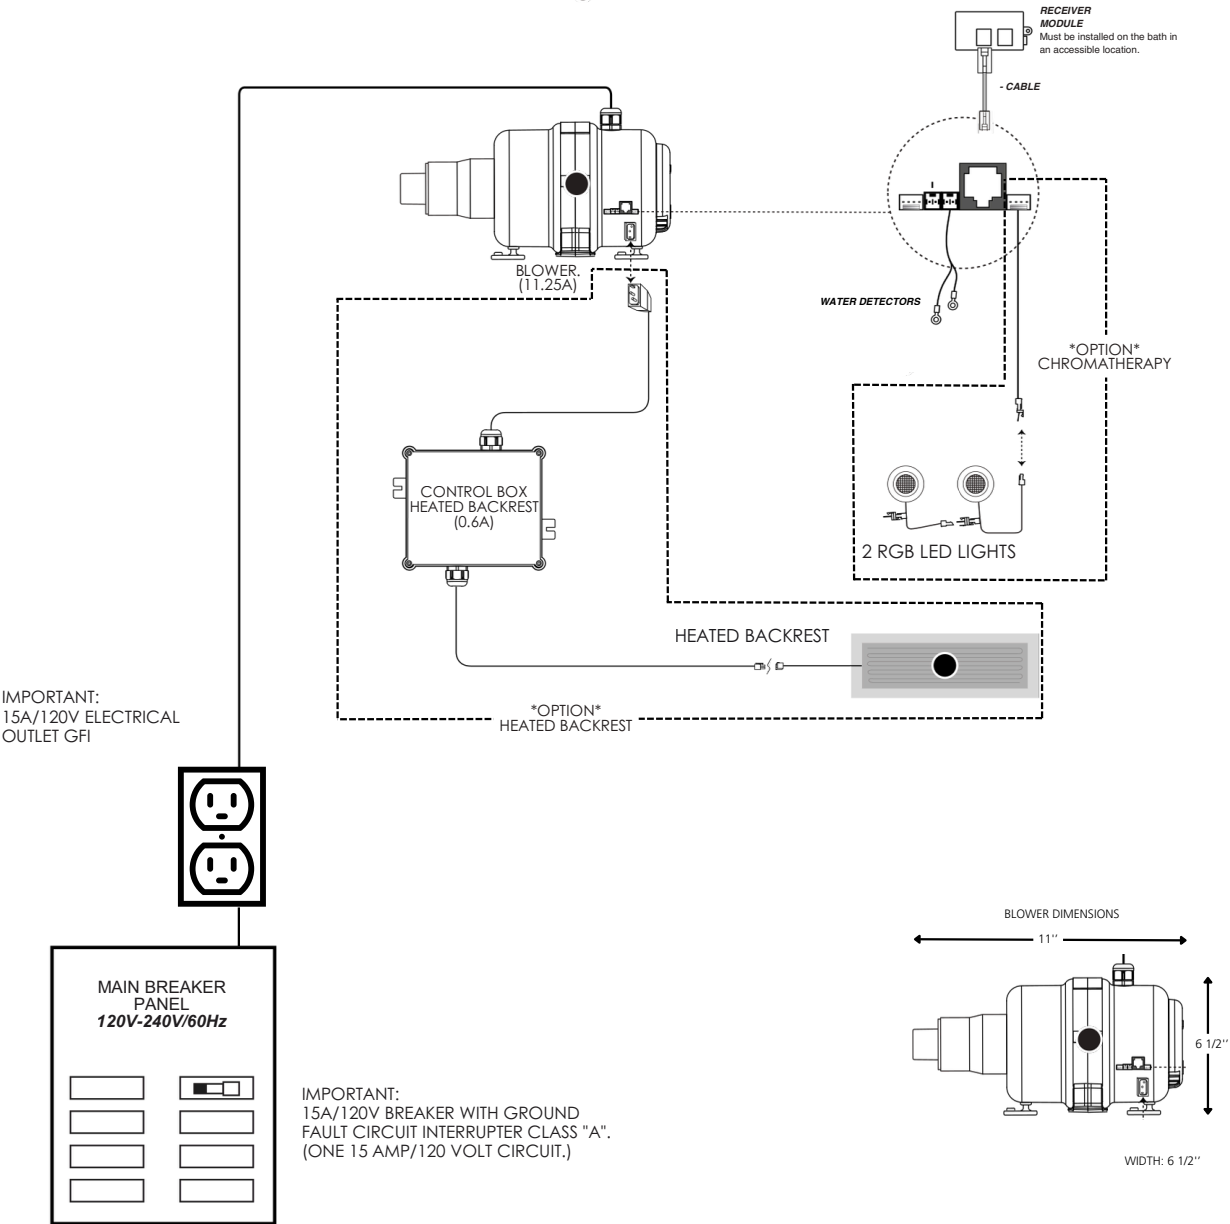 RECEIVER
MODULE
Must be installed on the bath in
an accessible location.
- CABLE
BLOWER.
(11.25A)
WATER DETECTORS
*OPTION*
CHROMATHERAPY
CONTROL BOX
HEATED BACKREST
(0.6A)
2 RGB LED LIGHTS
HEATED BACKREST
*OPTION*
HEATED BACKREST
IMPORTANT:
15A/120V ELECTRICAL
OUTLET GFI
MAIN BREAKER
PANEL
120V-240V/60Hz
IMPORTANT:
15A/120V BREAKER WITH GROUND
FAULT CIRCUIT INTERRUPTER CLASS "A".
(ONE 15 AMP/120 VOLT CIRCUIT.)
BLOWER DIMENSIONS
11''
6 1/2''
WIDTH: 6 1/2''